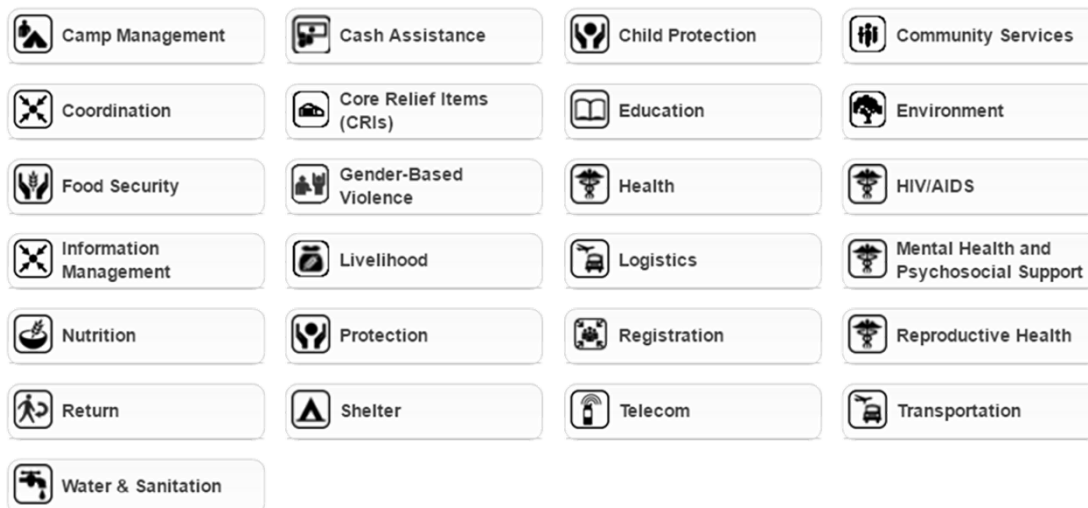 Camp Management
Cash Assistance
Child Protection
Community Services
Coordination
Core Relief Items
(CRIs)
Education
Environment
Food Security
Gender-Based
Violence
Health
HIV/AIDS
Information
Management
Livelihood
Logistics
Mental Health and
Psychosocial Support
Nutrition
Protection
Registration
Reproductive Health
Return
Shelter
Telecom
Transportation
Water & Sanitation